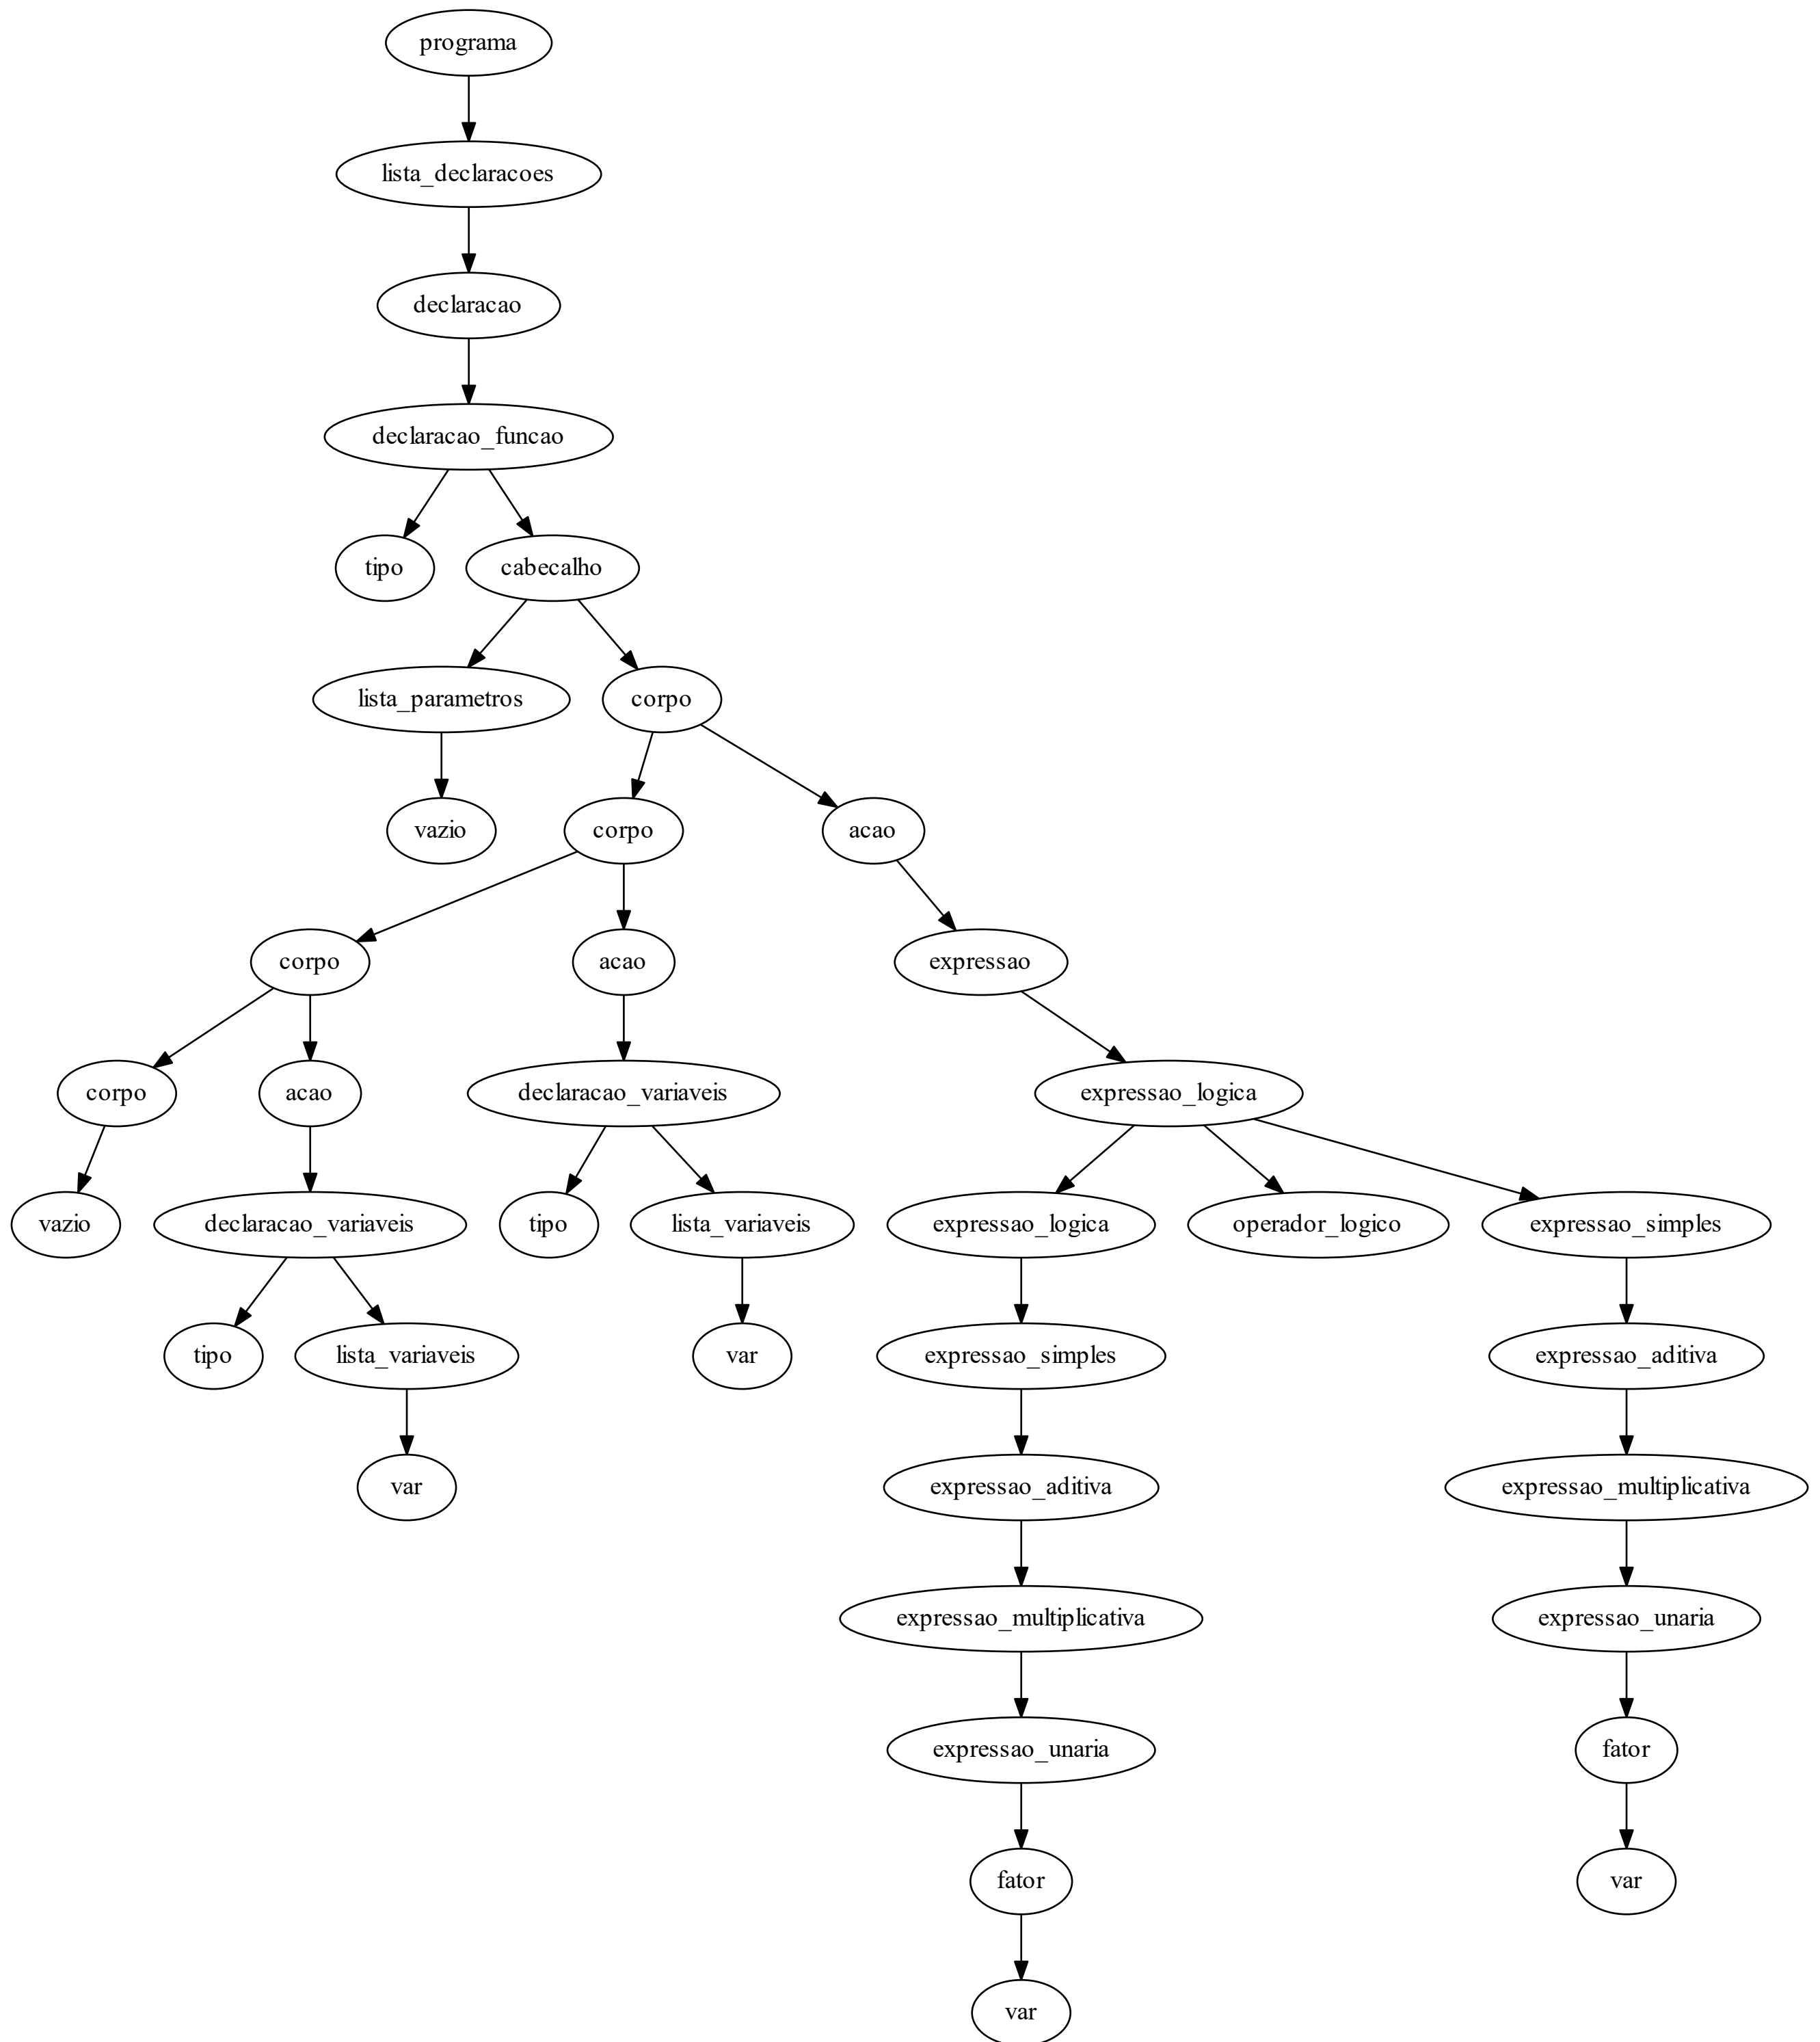 programa
lista_declaracoes
declaracao
declaracao_funcao
tipo
cabecalho
lista_parametros
corpo
vazio
corpo
acao
corpo
acao
expressao
corpo
acao
declaracao_variaveis
expressao_logica
vazio
declaracao_variaveis
tipo
lista_variaveis
expressao_logica
operador_logico
expressao_simples
tipo
lista_variaveis
var
expressao_simples
expressao_aditiva
var
expressao_aditiva
expressao_multiplicativa
expressao_multiplicativa
expressao_unaria
expressao_unaria
fator
fator
var
var